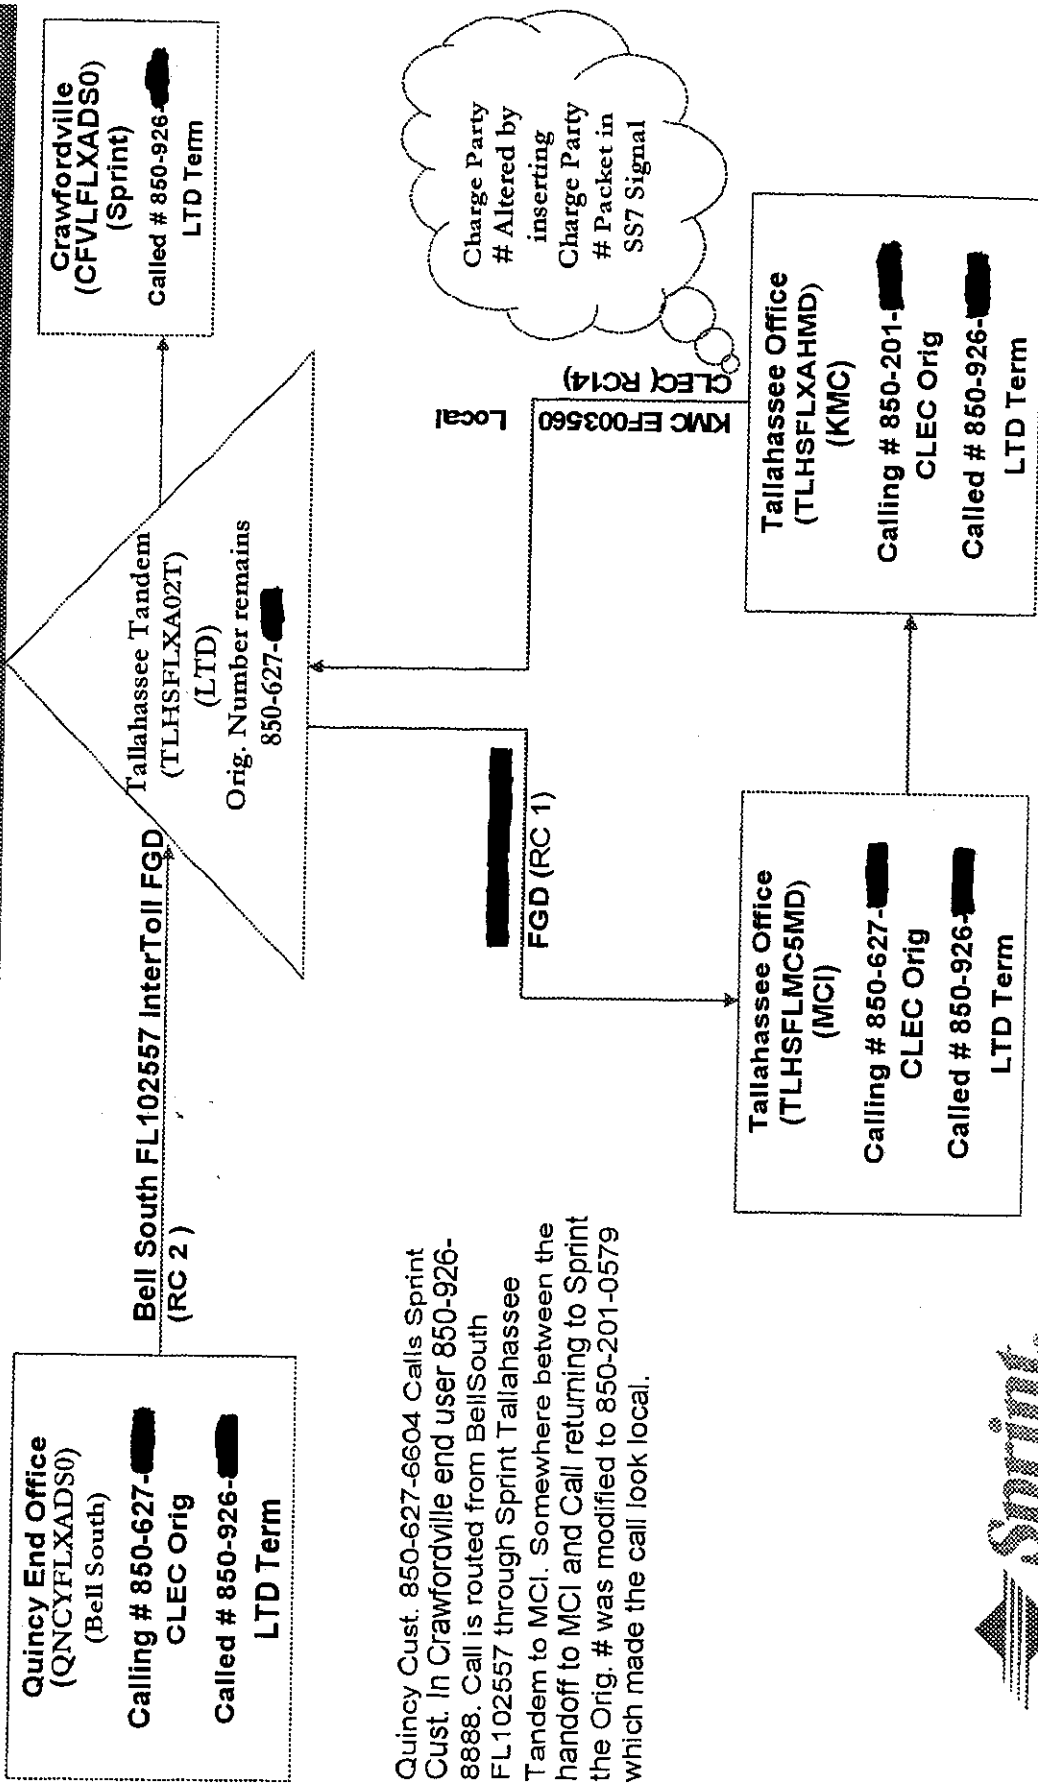 Quincy End Office
(QNCYFLXADS0)
(Bell South)
Calling # 850-627-
CLEC Orig
Called # 850-926-
LTD Term
Bell South FL102557 InterToll FGD
(RC 2 )
Tallahassee Tandem
(TLHSFLXA02T)
(LTD)
Orig. Number remains
850-627-
Crawfordville
(CFVLFLXADS0)
(Sprint)
Called # 850-926-
LTD Term
Quincy Cust. 850-627-6604 Calls Sprint
Cust. In Crawfordville end user 850-926-
8888. Call is routed from BellSouth
FL102557 through Sprint Tallahassee
Tandem to MCI. Somewhere between the
handoff to MCI and Call returning to Sprint
the Orig. # was modified to 850-201-0579
which made the call look local.
FGD (RC 1)
Local
KMC EF003560
CLEC( RC14)
Charge Party
# Altered by
inserting
Charge Party
# Packet in
SS7 Signal
Tallahassee Office
(TLHSFLMC5MD)
(MCI)
Calling # 850-627-
CLEC Orig
Called # 850-926-
LTD Term
Tallahassee Office
(TLHSFLXAHMD)
(KMC)
Calling # 850-201-
CLEC Orig
Called # 850-926-
LTD Term
Sprint